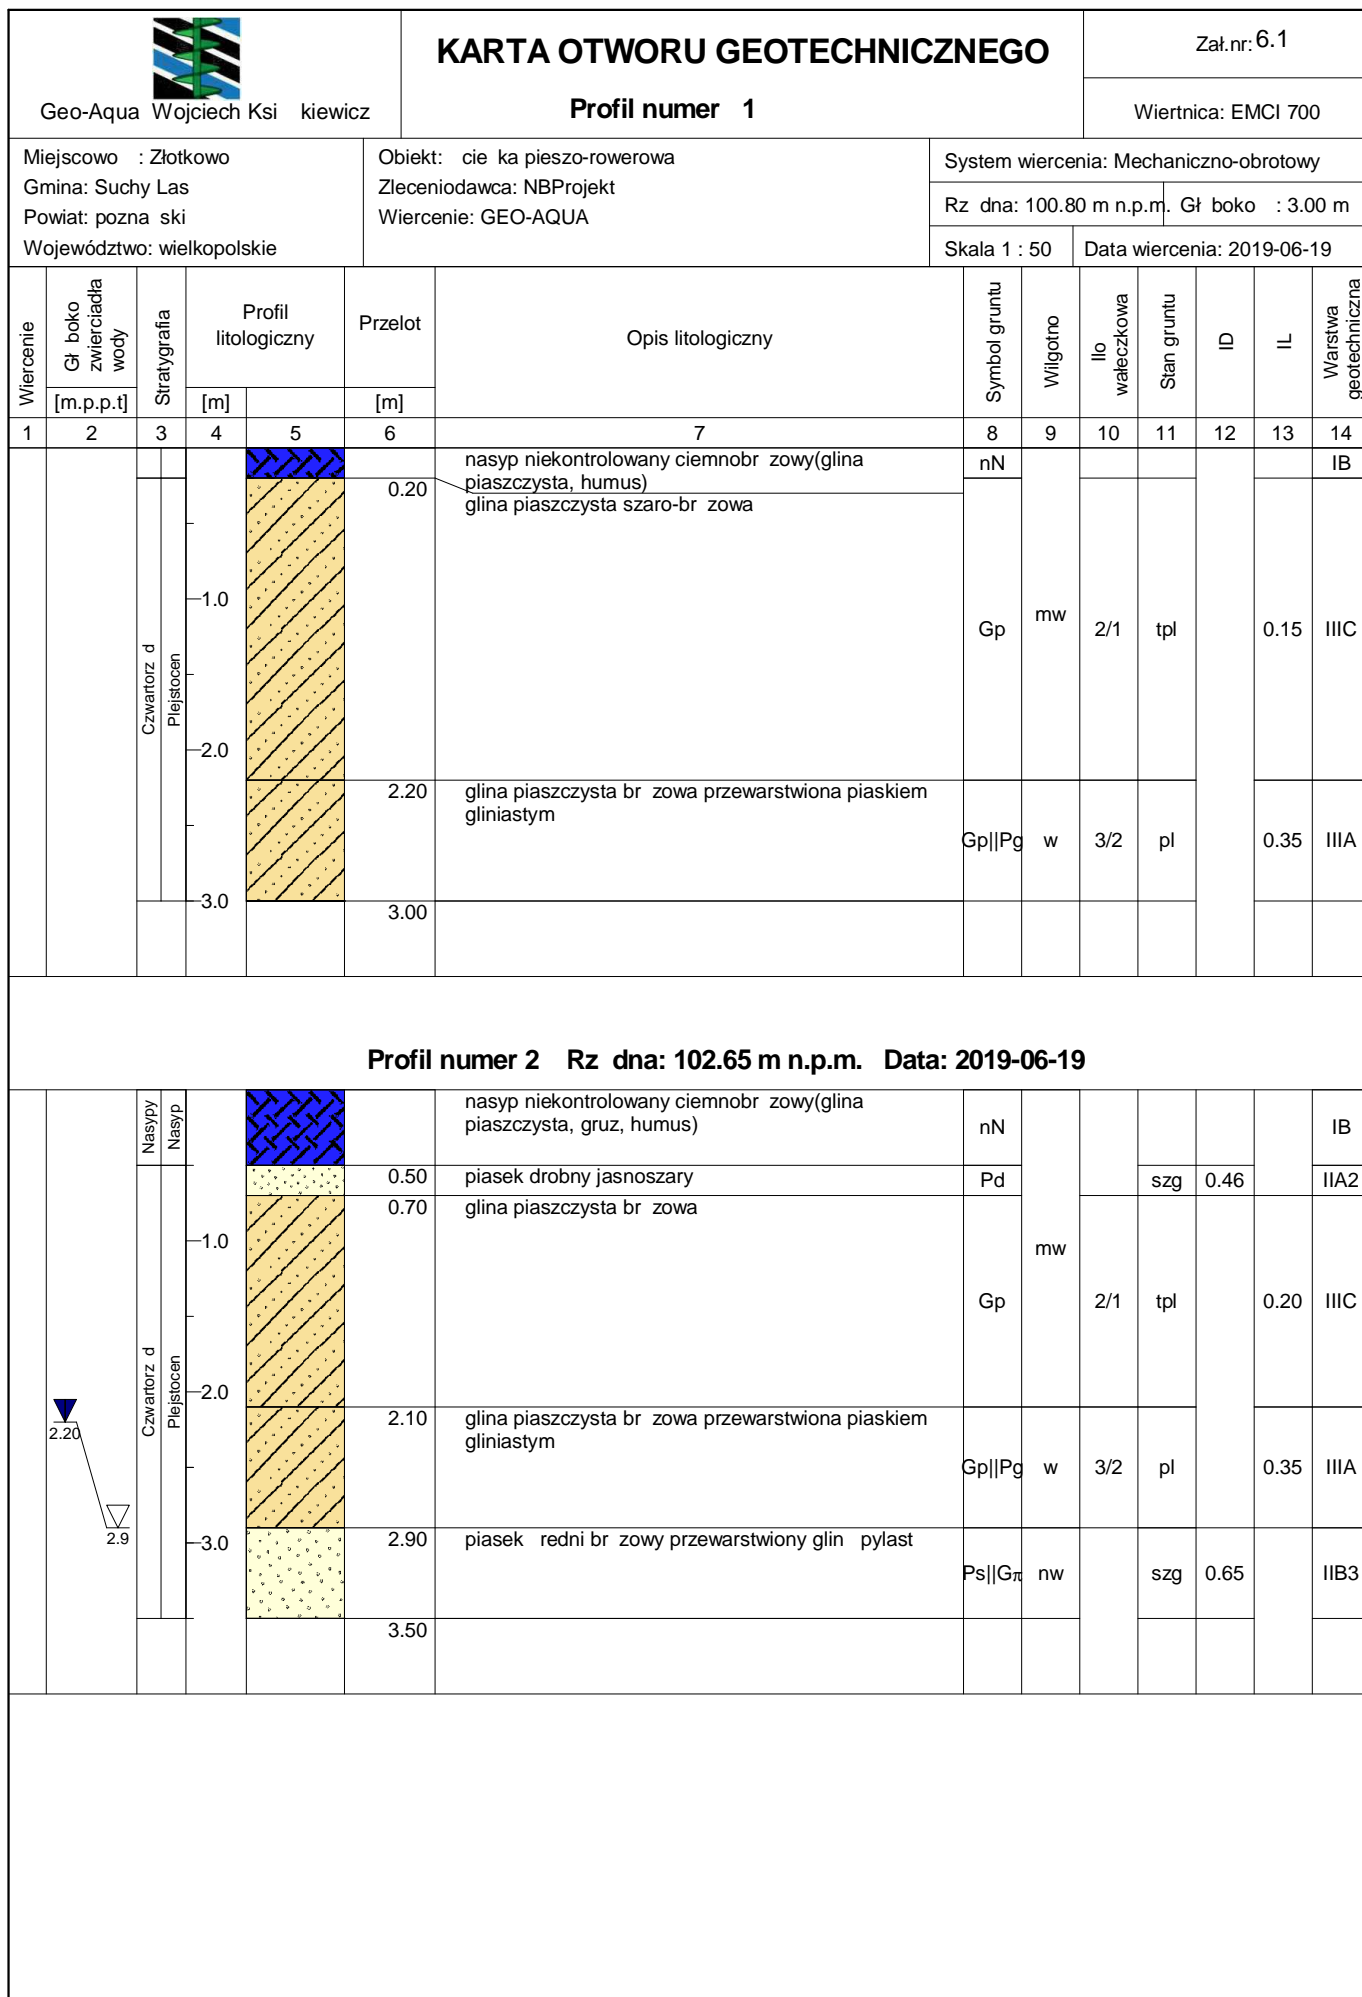 KARTA OTWORU GEOTECHNICZNEGO
Profil numer 1
Zał.nr: 6.1
Geo-Aqua Wojciech Ksi kiewicz
Wiertnica: EMCI 700
Miejscowo : Złotkowo
Gmina: Suchy Las
Powiat: pozna ski
Województwo: wielkopolskie
Obiekt: cie ka pieszo-rowerowa
Zleceniodawca: NBProjekt
Wiercenie: GEO-AQUA
System wiercenia: Mechaniczno-obrotowy
Rz dna: 100.80 m n.p.m. Gł boko : 3.00 m
Skala 1 : 50 Data wiercenia: 2019-06-19
Wiercenie
Gł boko
zwierciadła
wody
[m.p.p.t]
Stratygrafia
Profil
litologiczny
[m]
Przelot
[m]
Opis litologiczny
Symbol gruntu
Wilgotno
Ilo
wałeczkowa
Stan gruntu
ID
IL
Warstwa
geotechniczna
1 2 3 4 5 6 7 8 9 10 11 12 13 14
nasyp niekontrolowany ciemnobr zowy(glina
piaszczysta, humus)
nN IB
0.20
glina piaszczysta szaro-br zowa
1.0
Gp mw 2/1 tpl 0.15 IIIC
Czwartorz d
Plejstocen
2.0
2.20 glina piaszczysta br zowa przewarstwiona piaskiem
gliniastym
Gp||Pg w 3/2 pl 0.35 IIIA
3.0
3.00
Profil numer 2 Rz dna: 102.65 m n.p.m. Data: 2019-06-19
Nasypy
Nasyp
nasyp niekontrolowany ciemnobr zowy(glina
piaszczysta, gruz, humus)
nN IB
0.50 piasek drobny jasnoszary Pd szg 0.46 IIA2
0.70 glina piaszczysta br zowa
1.0
mw
Gp 2/1 tpl 0.20 IIIC
Czwartorz d
Plejstocen
2.0
2.20
2.10 glina piaszczysta br zowa przewarstwiona piaskiem
gliniastym
Gp||Pg w 3/2 pl 0.35 IIIA
2.9
3.0
2.90 piasek redni br zowy przewarstwiony glin pylast
Ps||Gπ nw szg 0.65 IIB3
3.50